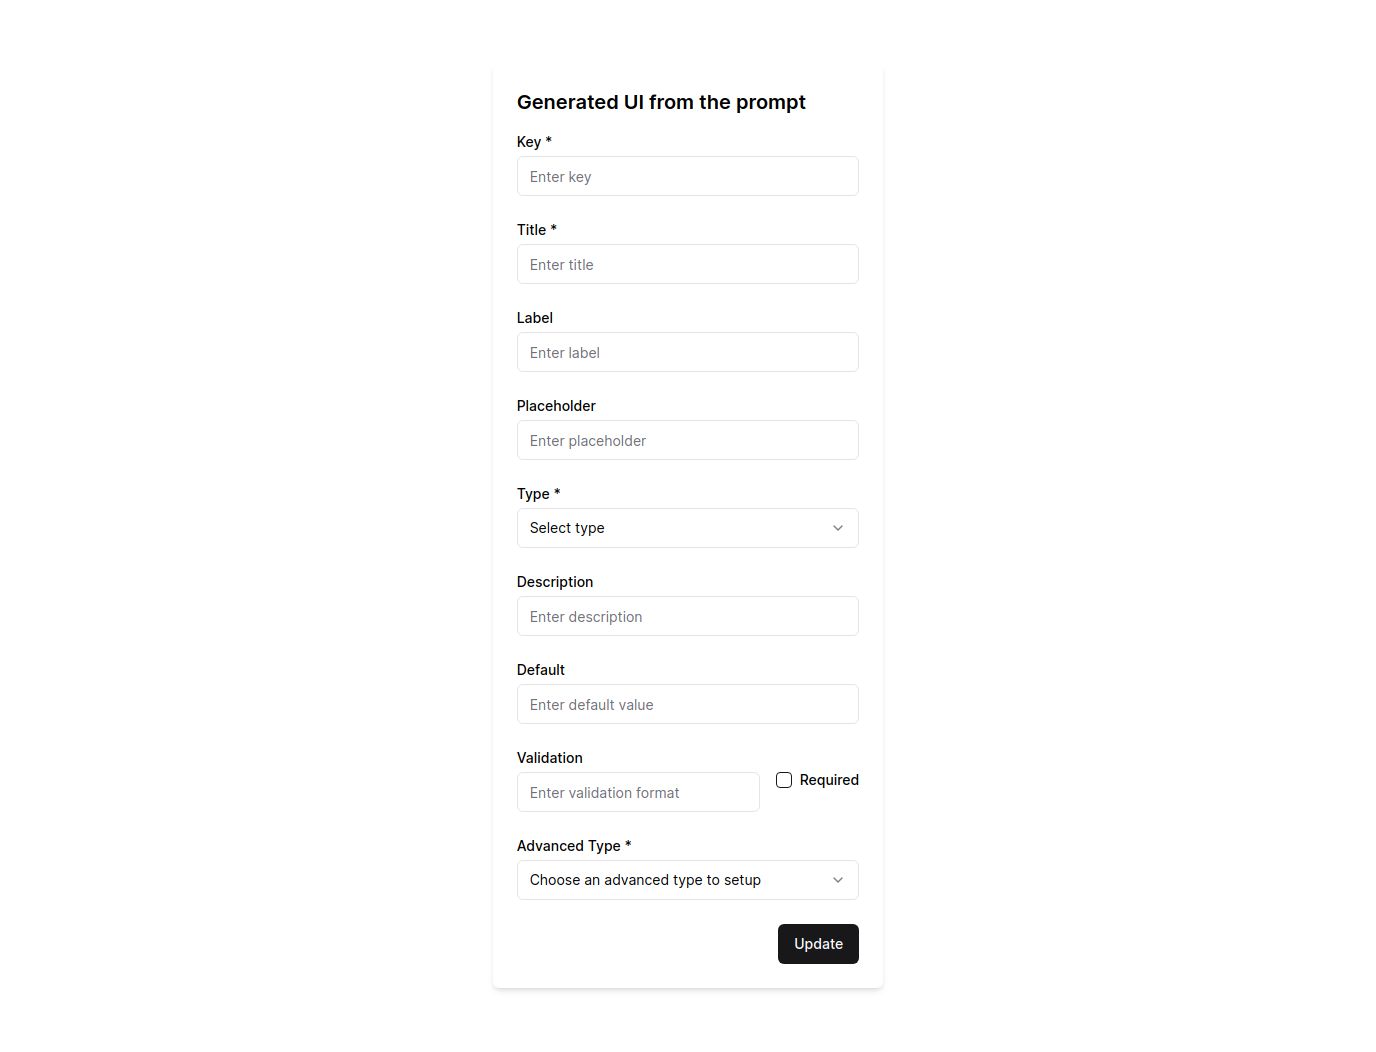 Generated UI from the prompt
Key *
Enter key
Title *
Enter title
Label
Enter label
Placeholder
Enter placeholder
Type *
Select type
Description
Enter description
Default
Enter default value
Validation
Enter validation format
Required
Advanced Type *
Choose an advanced type to setup
Update